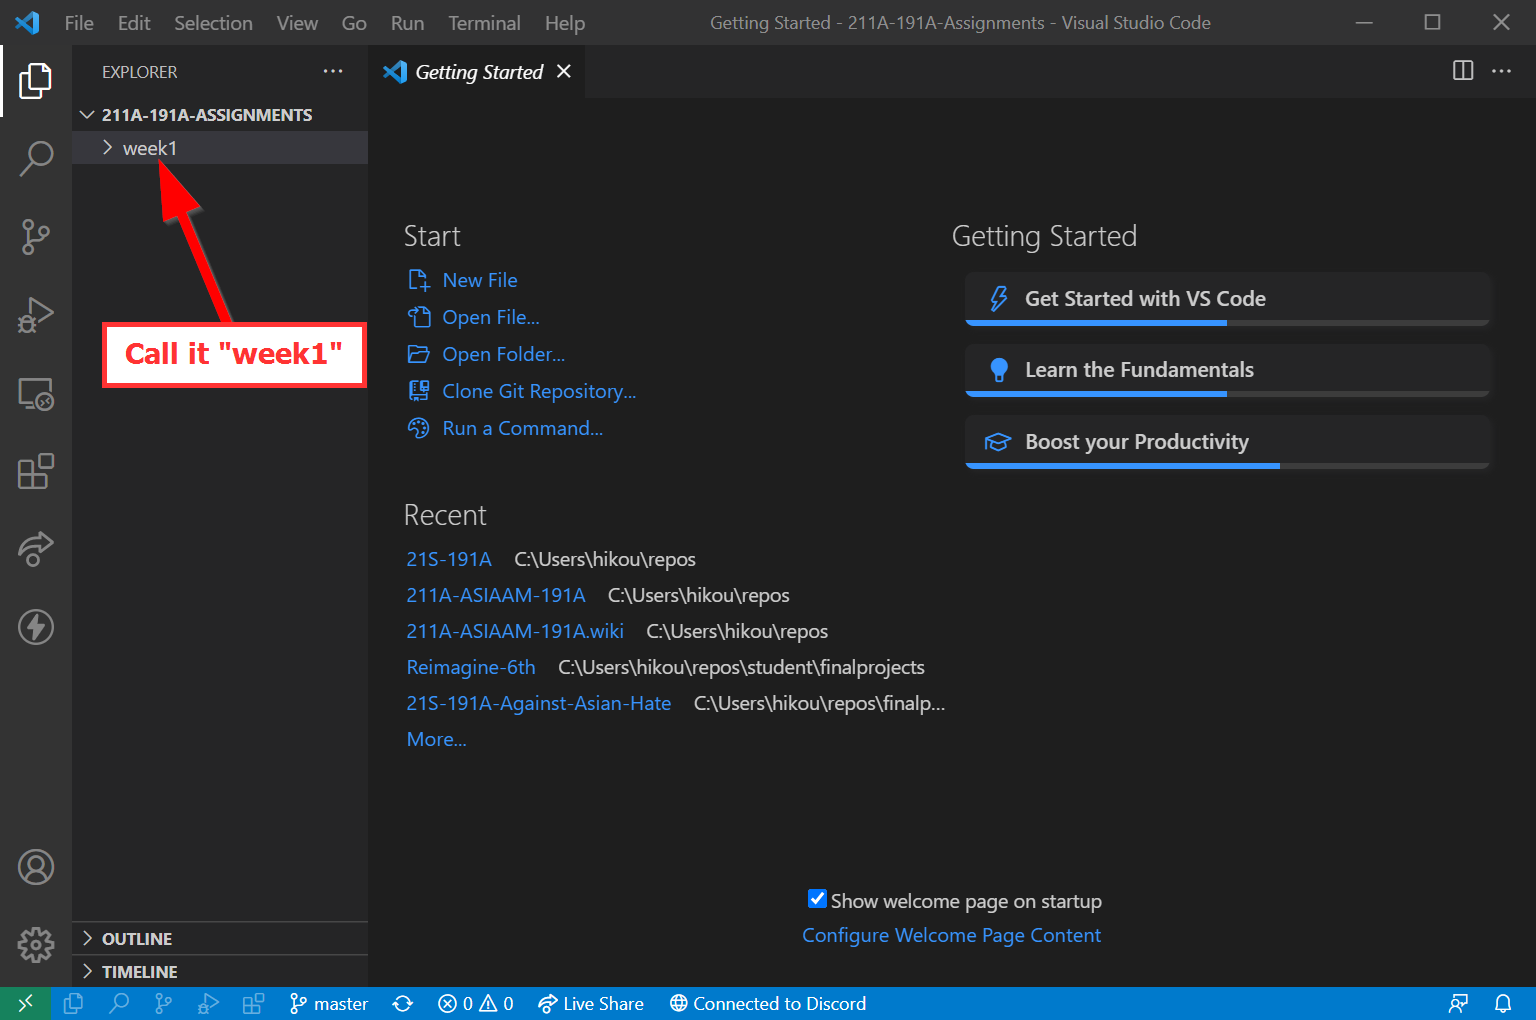 File Edit Selection View Go Run Terminal Help Getting Started - 211A-191A-Assignments - Visual Studio Code
EXPLORER
Getting Started
211A-191A-ASSIGNMENTS
week1
Call it "week1"
Start
New File
Open File...
Open Folder...
Clone Git Repository...
Run a Command...
Recent
21S-191A C:\Users\hikou\repos
211A-ASIAAM-191A C:\Users\hikou\repos
211A-ASIAAM-191A.wiki C:\Users\hikou\repos
Reimagine-6th C:\Users\hikou\repos\student\finalprojects
21S-191A-Against-Asian-Hate C:\Users\hikou\repos\finalp...
More...
Getting Started
Get Started with VS Code
Learn the Fundamentals
Boost your Productivity
Show welcome page on startup
Configure Welcome Page Content
OUTLINE
TIMELINE
master 0 0 Live Share Connected to Discord